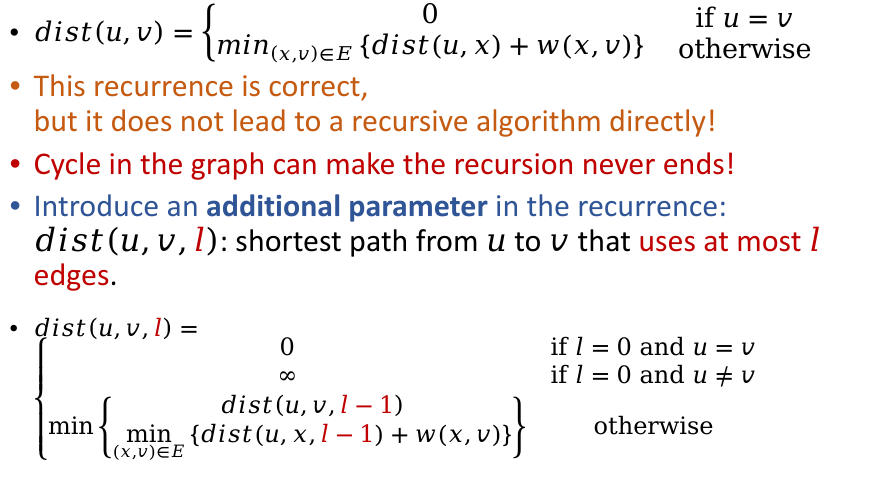 • dist(u, v) = { 0 if u = v
min₍ₓ,ᵥ₎∈E {dist(u, x) + w(x, v)} otherwise
• This recurrence is correct,
but it does not lead to a recursive algorithm directly!
• Cycle in the graph can make the recursion never ends!
• Introduce an additional parameter in the recurrence:
dist(u, v, l): shortest path from u to v that uses at most l
edges.
• dist(u, v, l) =
{ 0 if l = 0 and u = v
∞ if l = 0 and u ≠ v
min { dist(u, v, l − 1)
min {dist(u, x, l − 1) + w(x, v)} } otherwise
(x,v)∈E